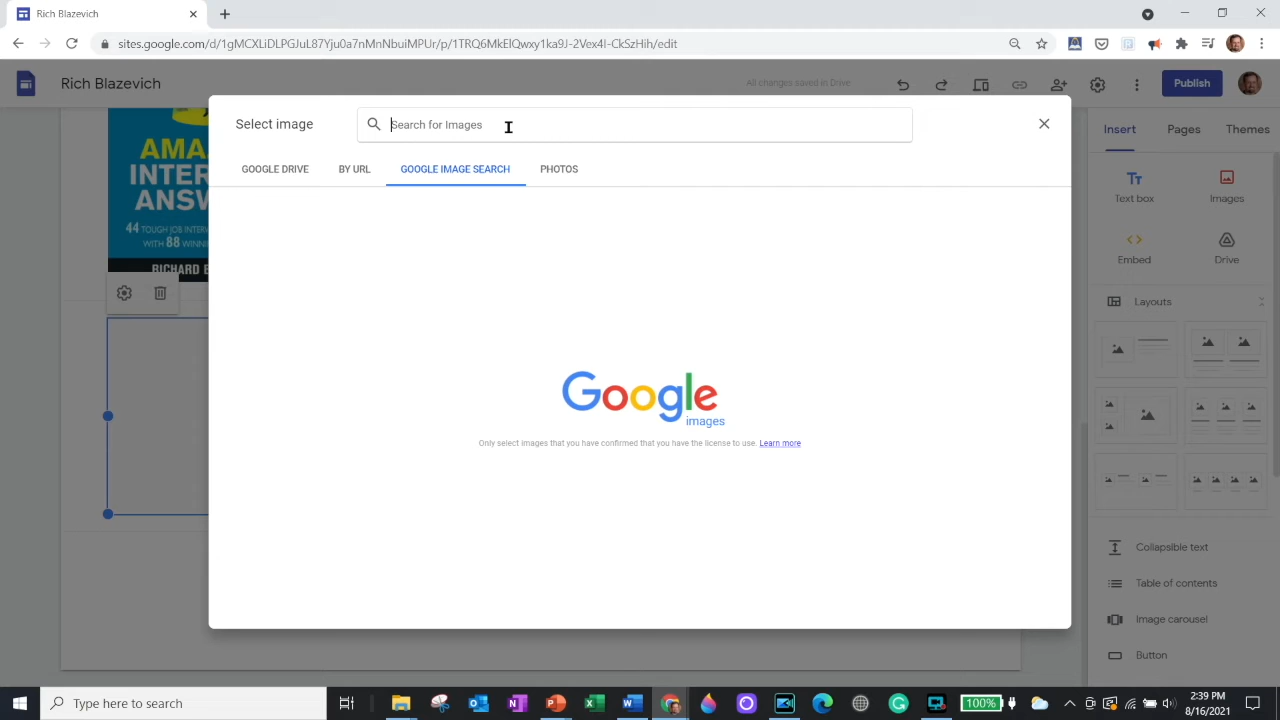 Rich Blazevich
sites.google.com/d/1gMCXLiDLPGJuL87Yju0a7nMnNbuiMPUr/p/1TRQ6MkElQwxy1ka9J-2Vex4I-CkSzHih/edit
Rich Blazevich
All changes saved in Drive
Publish
Select image
Search for Images
Insert
Pages
Themes
GOOGLE DRIVE
BY URL
GOOGLE IMAGE SEARCH
PHOTOS
AMA
INTER
ANSW
44 TOUGH JOB INTERV
WITH 88 WINNI
RICHARD B
Text box
Images
Embed
Drive
Layouts
Google
images
Only select images that you have confirmed that you have the license to use. Learn more
Collapsible text
Table of contents
Image carousel
Button
Type here to search
100%
2:39 PM
8/16/2021